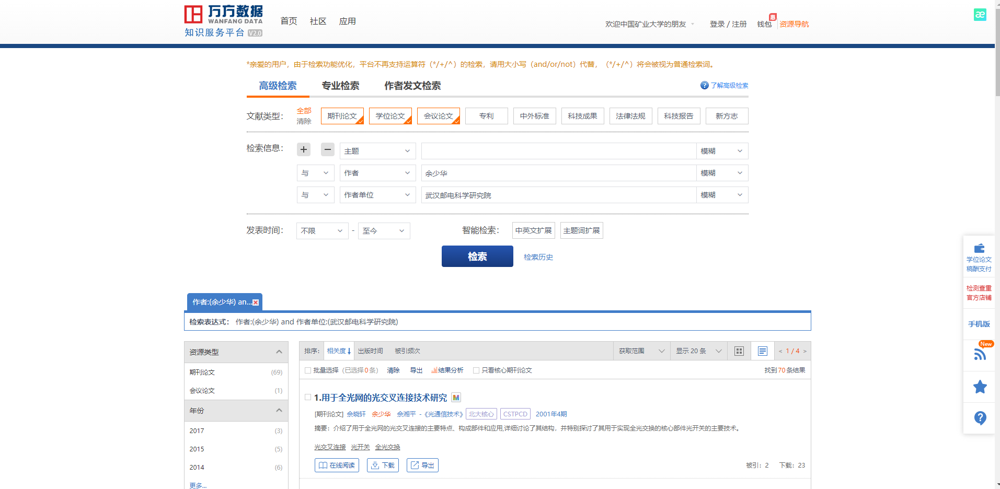 万方数据
WANFANG DATA
知识服务平台 V2.0
首页 社区 应用
欢迎中国矿业大学的朋友 登录 / 注册 钱包 惠 资源导航
æ
*亲爱的用户，由于检索功能优化，平台不再支持运算符（*/+/^）的检索，请用大小写（and/or/not）代替，（*/+/^）将会被视为普通检索词。
高级检索 专业检索 作者发文检索 ? 了解高级检索
文献类型： 全部 清除 期刊论文 学位论文 会议论文 专利 中外标准 科技成果 法律法规 科技报告 新方志
检索信息： + − 主题 模糊
与 作者 余少华 模糊
与 作者单位 武汉邮电科学研究院 模糊
发表时间： 不限 - 至今 智能检索： 中英文扩展 主题词扩展
检索 检索历史
作者:(余少华) an...
检索表达式： 作者:(余少华) and 作者单位:(武汉邮电科学研究院)
资源类型
期刊论文 (69)
会议论文 (1)
年份
2017 (3)
2015 (5)
2014 (6)
更多...
排序： 相关度 出版时间 被引频次 获取范围 显示 20 条 < 1 / 4 >
批量选择 （已选择0条） 清除 导出 结果分析 只看核心期刊论文 找到70条结果
1.用于全光网的光交叉连接技术研究 M
[期刊论文] 余晓轩 余少华 余湘平 -《光通信技术》 北大核心 CSTPCD 2001年4期
摘要：介绍了用于全光网的光交叉连接的主要特点、构成部件和应用,详细讨论了其结构，并特别探讨了其用于实现全光交换的核心部件光开关的主要技术。
光交叉连接 光开关 全光交换
在线阅读 下载 导出 被引：2 下载：23
学位论文
稿酬支付
检测查重
官方店铺
手机版
New
?